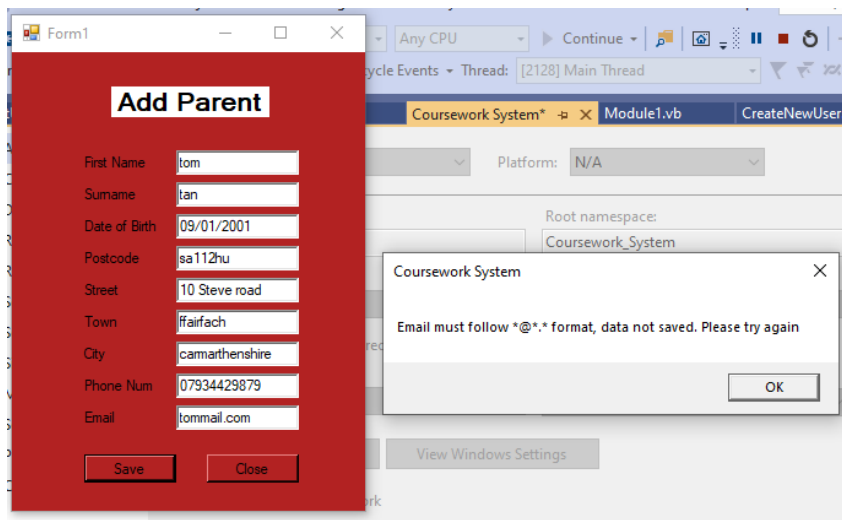 Form1
Any CPU
Continue
ycle Events
Thread:
[2128] Main Thread
Add Parent
Coursework System*
Module1.vb
CreateNewUser
First Name
tom
Platform:
N/A
Surname
tan
Root namespace:
Date of Birth
09/01/2001
Coursework_System
Postcode
sa112hu
Coursework System
Street
10 Steve road
Town
ffairfach
Email must follow *@*.* format, data not saved. Please try again
City
carmarthenshire
Phone Num
07934429879
OK
Email
tommail.com
Save
Close
View Windows Settings